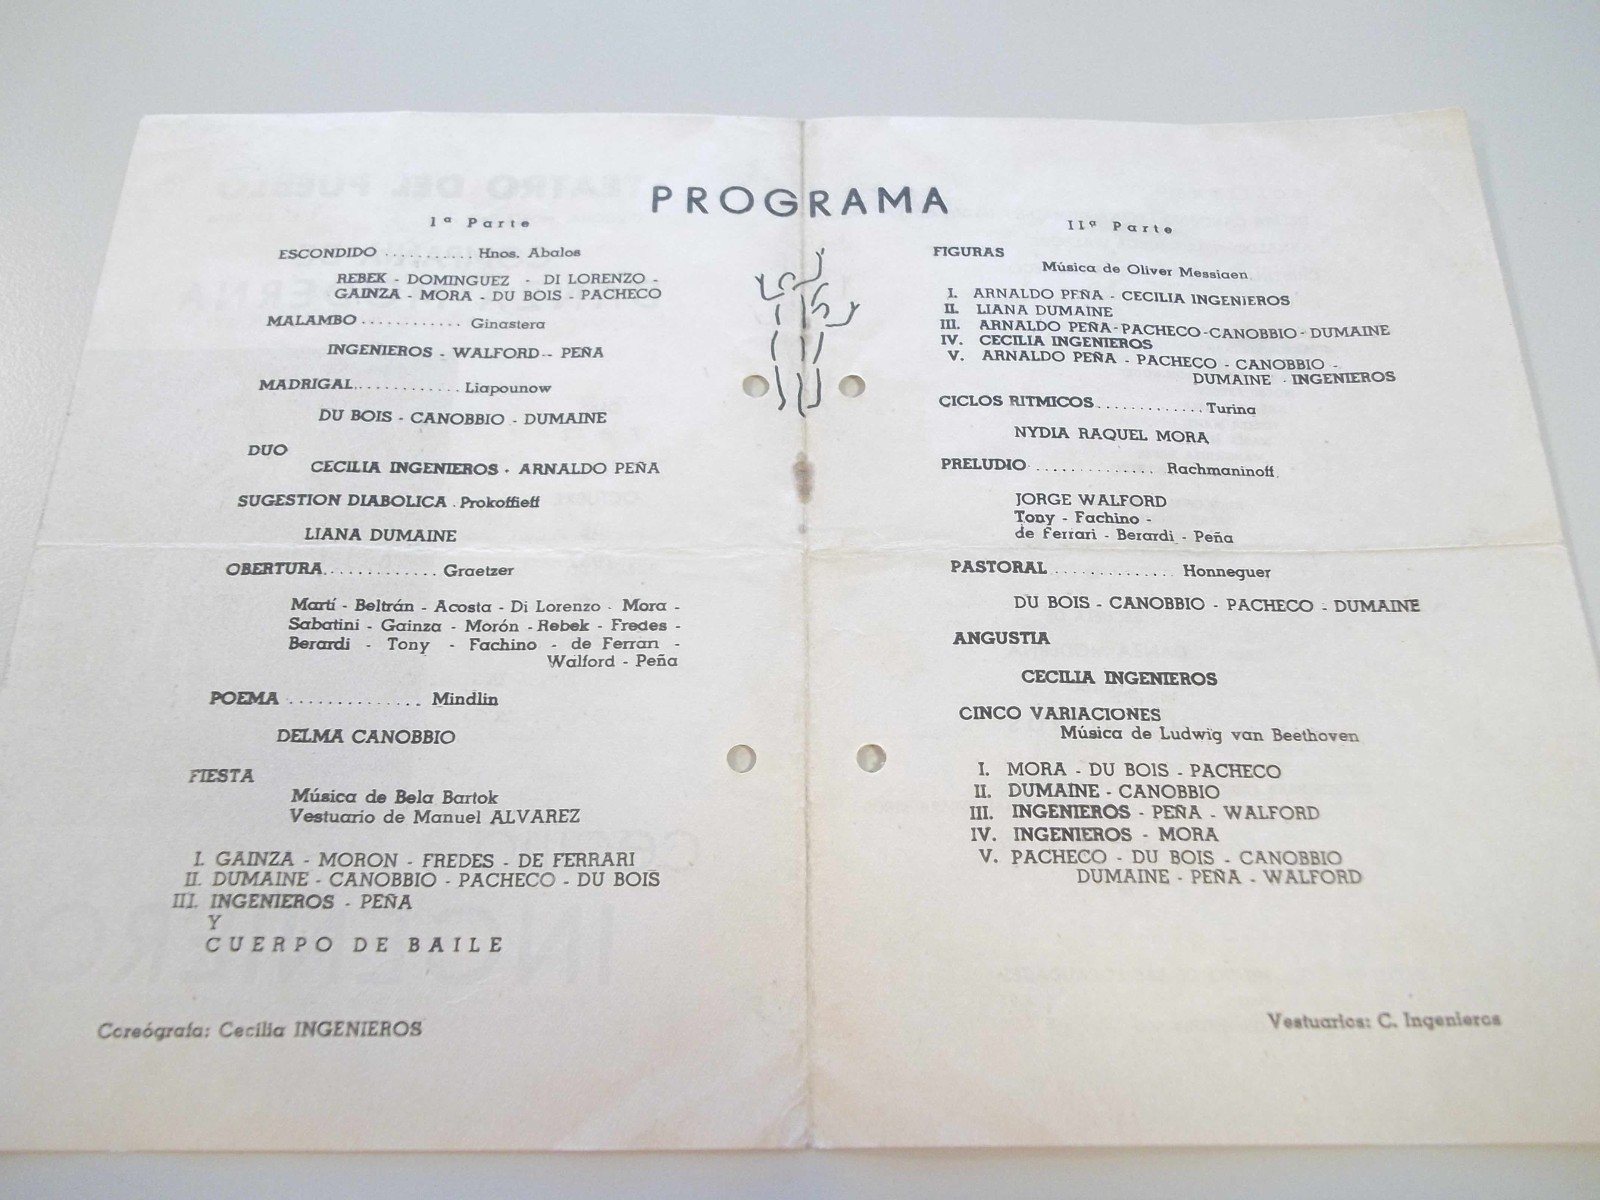 PROGRAMA
1ª Parte
ESCONDIDO ........... Hnos. Abalos
REBEK - DOMINGUEZ - DI LORENZO -
GAINZA - MORA - DU BOIS - PACHECO
MALAMBO ............ Ginastera
INGENIEROS - WALFORD-- PEÑA
MADRIGAL............ Liapounow
DU BOIS - CANOBBIO - DUMAINE
DUO
CECILIA INGENIEROS - ARNALDO PEÑA
SUGESTION DIABOLICA . Prokoffieff
LIANA DUMAINE
OBERTURA............ Graetzer
Martí - Beltrán - Acosta - Di Lorenzo - Mora -
Sabatini - Gainza - Morón - Rebek - Fredes -
Berardi - Tony - Fachino - de Ferran -
Walford - Peña
POEMA .............. Mindlin
DELMA CANOBBIO
FIESTA
Música de Bela Bartok
Vestuario de Manuel ALVAREZ
I. GAINZA - MORON - FREDES - DE FERRARI
II. DUMAINE - CANOBBIO - PACHECO - DU BOIS
III. INGENIEROS - PEÑA
Y
CUERPO DE BAILE
Coreógrafa: Cecilia INGENIEROS
IIª Parte
FIGURAS
Música de Oliver Messiaen
I. ARNALDO PEÑA - CECILIA INGENIEROS
II. LIANA DUMAINE
III. ARNALDO PEÑA-PACHECO-CANOBBIO-DUMAINE
IV. CECILIA INGENIEROS
V. ARNALDO PEÑA - PACHECO - CANOBBIO -
DUMAINE - INGENIEROS
CICLOS RITMICOS............. Turina
NYDIA RAQUEL MORA
PRELUDIO .............. Rachmaninoff
JORGE WALFORD
Tony - Fachino -
de Ferrari - Berardi - Peña
PASTORAL .............. Honneguer
DU BOIS - CANOBBIO - PACHECO - DUMAINE
ANGUSTIA
CECILIA INGENIEROS
CINCO VARIACIONES
Música de Ludwig van Beethoven
I. MORA - DU BOIS - PACHECO
II. DUMAINE - CANOBBIO
III. INGENIEROS - PEÑA - WALFORD
IV. INGENIEROS - MORA
V. PACHECO - DU BOIS - CANOBBIO
DUMAINE - PEÑA - WALFORD
Vestuarios: C. Ingenieros